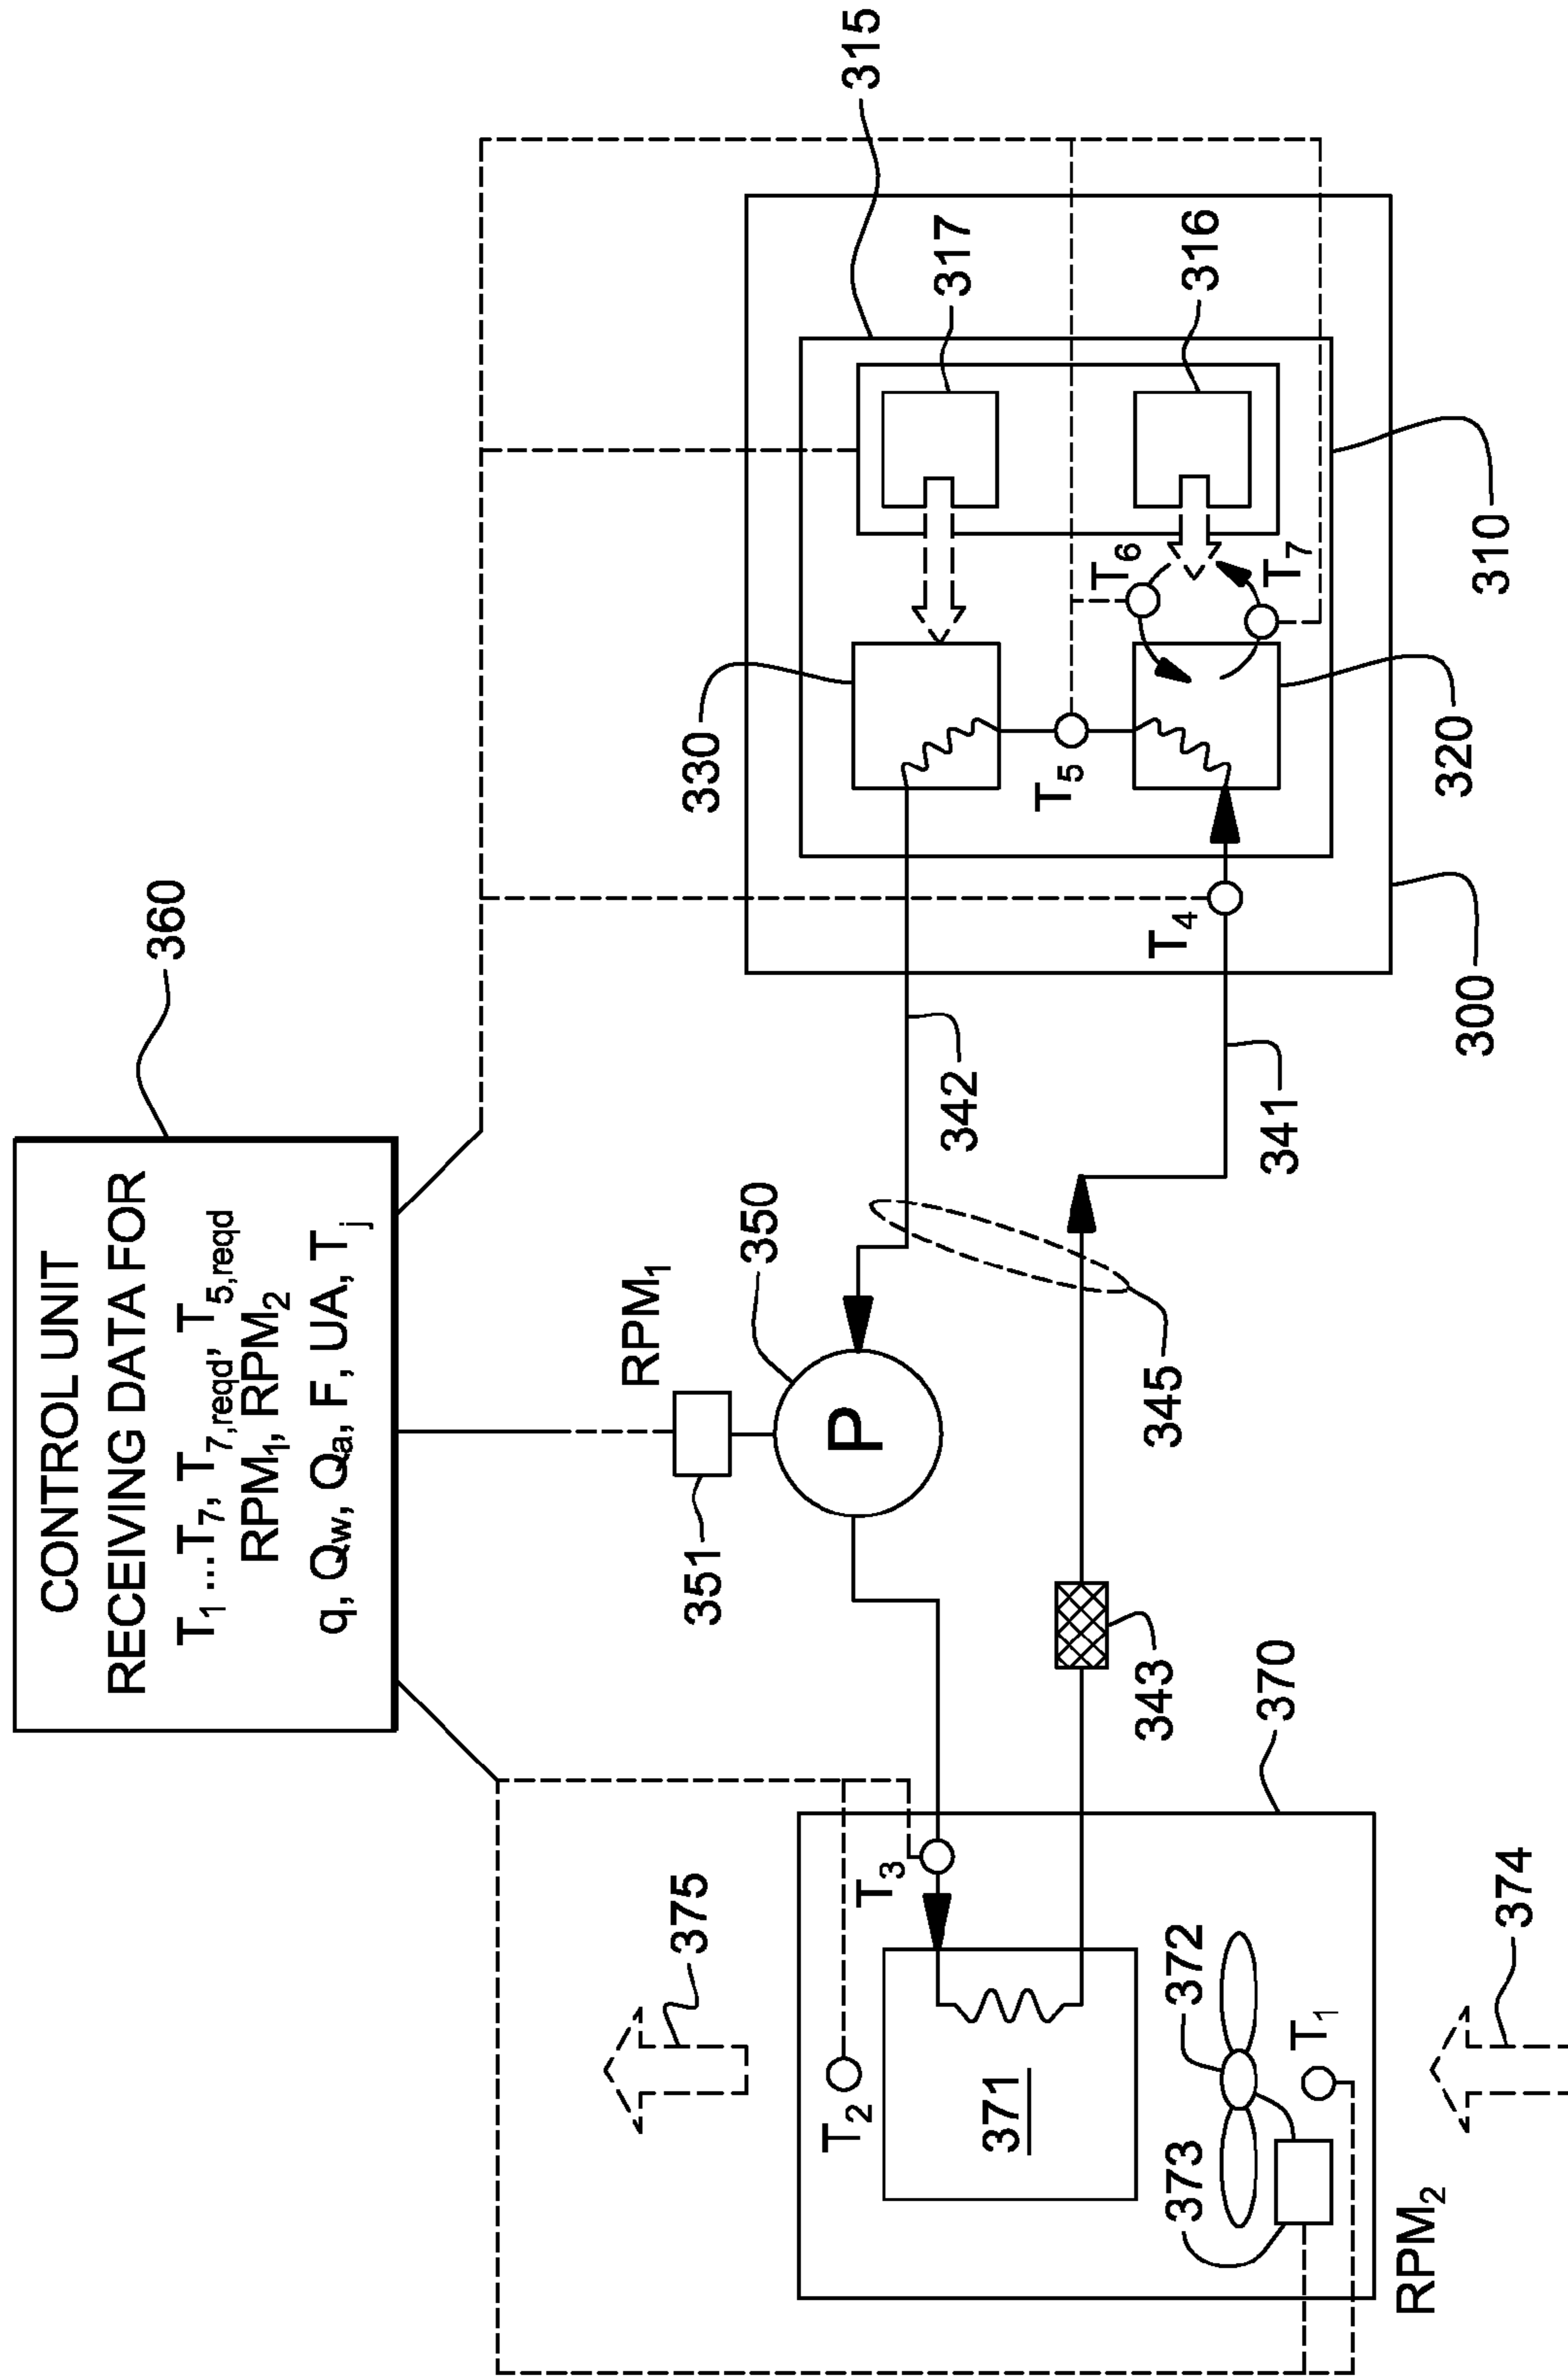 CONTROL UNIT
RECEIVING DATA FOR
T1 ...T7, T7,reqd, T5,reqd
RPM1, RPM2
q, Qw, Qa, F, UA, Tj
360
RPM1
350
351
P
345
343
342
341
370
375
374
T3
T2
371
372
373
T1
RPM2
315
317
316
330
T5
T6
T7
320
310
T4
300